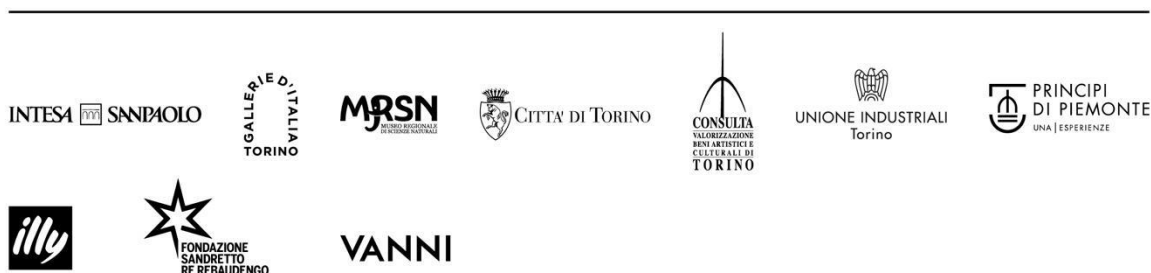 INTESA SANPAOLO
GALLERIE D'ITALIA
TORINO
MRSN
MUSEO REGIONALE
DI SCIENZE NATURALI
CITTA' DI TORINO
CONSULTA
VALORIZZAZIONE
BENI ARTISTICI E
CULTURALI DI
TORINO
UNIONE INDUSTRIALI
Torino
PRINCIPI
DI PIEMONTE
UNA | ESPERIENZE
illy
FONDAZIONE
SANDRETTO
RE REBAUDENGO
VANNI